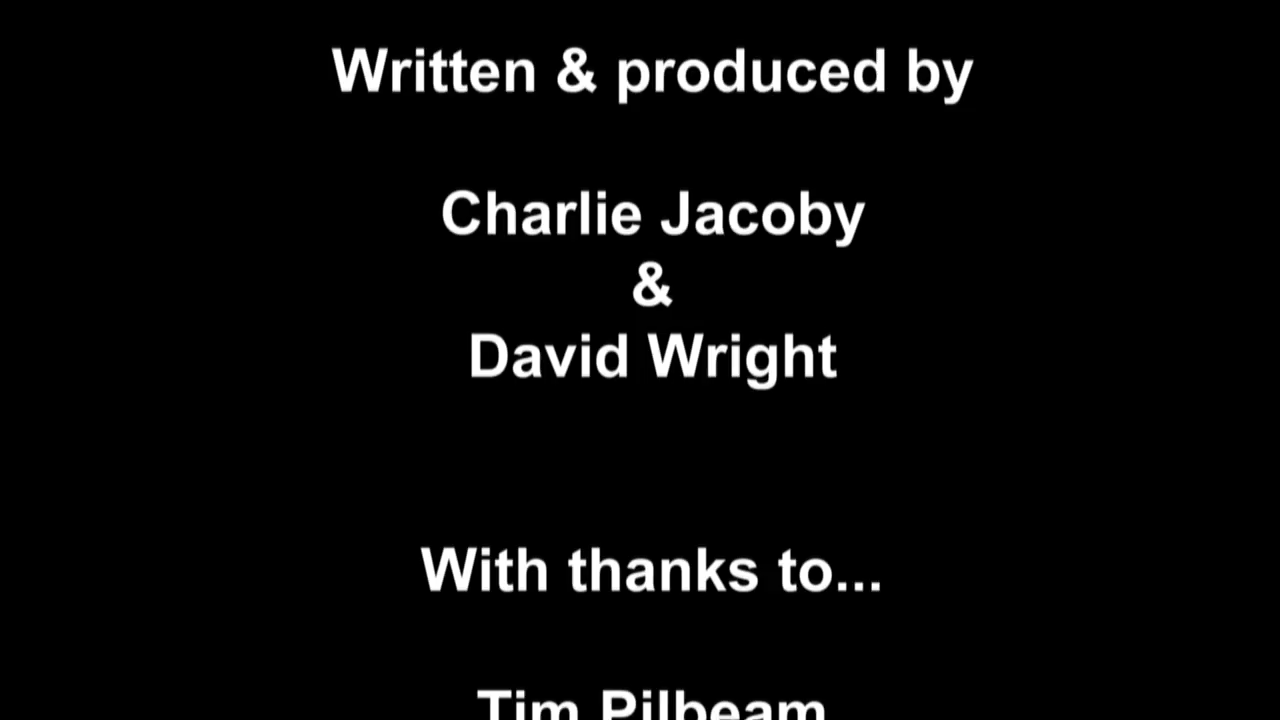 Written & produced by
Charlie Jacoby
&
David Wright
With thanks to...
Tim Pilbeam